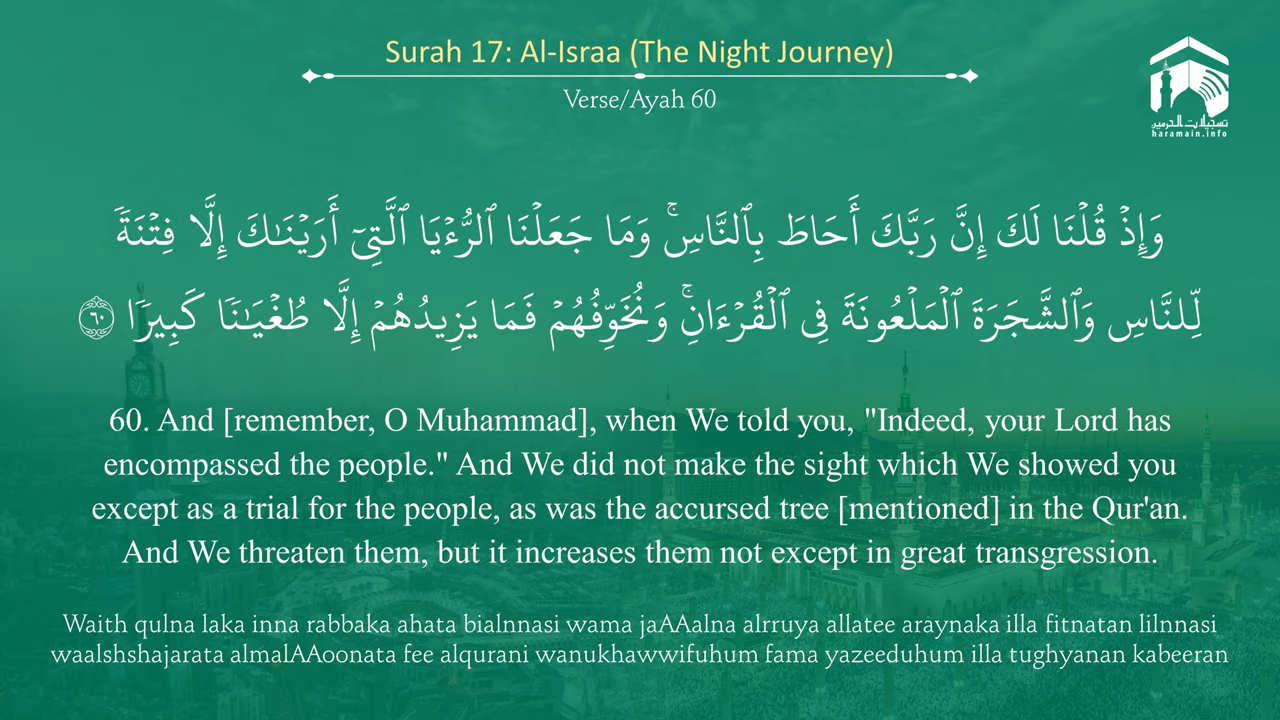 Surah 17: Al-Israa (The Night Journey)
Verse/Ayah 60
تسجيلات الحرمين
haramain.info
وَإِذۡ قُلۡنَا لَكَ إِنَّ رَبَّكَ أَحَاطَ بِٱلنَّاسِۚ وَمَا جَعَلۡنَا ٱلرُّءۡيَا ٱلَّتِيٓ أَرَيۡنَٰكَ إِلَّا فِتۡنَةٗ
لِّلنَّاسِ وَٱلشَّجَرَةَ ٱلۡمَلۡعُونَةَ فِي ٱلۡقُرۡءَانِۚ وَنُخَوِّفُهُمۡ فَمَا يَزِيدُهُمۡ إِلَّا طُغۡيَٰنٗا كَبِيرٗا ٦٠
60. And [remember, O Muhammad], when We told you, "Indeed, your Lord has
encompassed the people." And We did not make the sight which We showed you
except as a trial for the people, as was the accursed tree [mentioned] in the Qur'an.
And We threaten them, but it increases them not except in great transgression.
Waith qulna laka inna rabbaka ahata bialnnasi wama jaAAalna alrruya allatee araynaka illa fitnatan lilnnasi
waalshshajarata almalAAoonata fee alqurani wanukhawwifuhum fama yazeeduhum illa tughyanan kabeeran